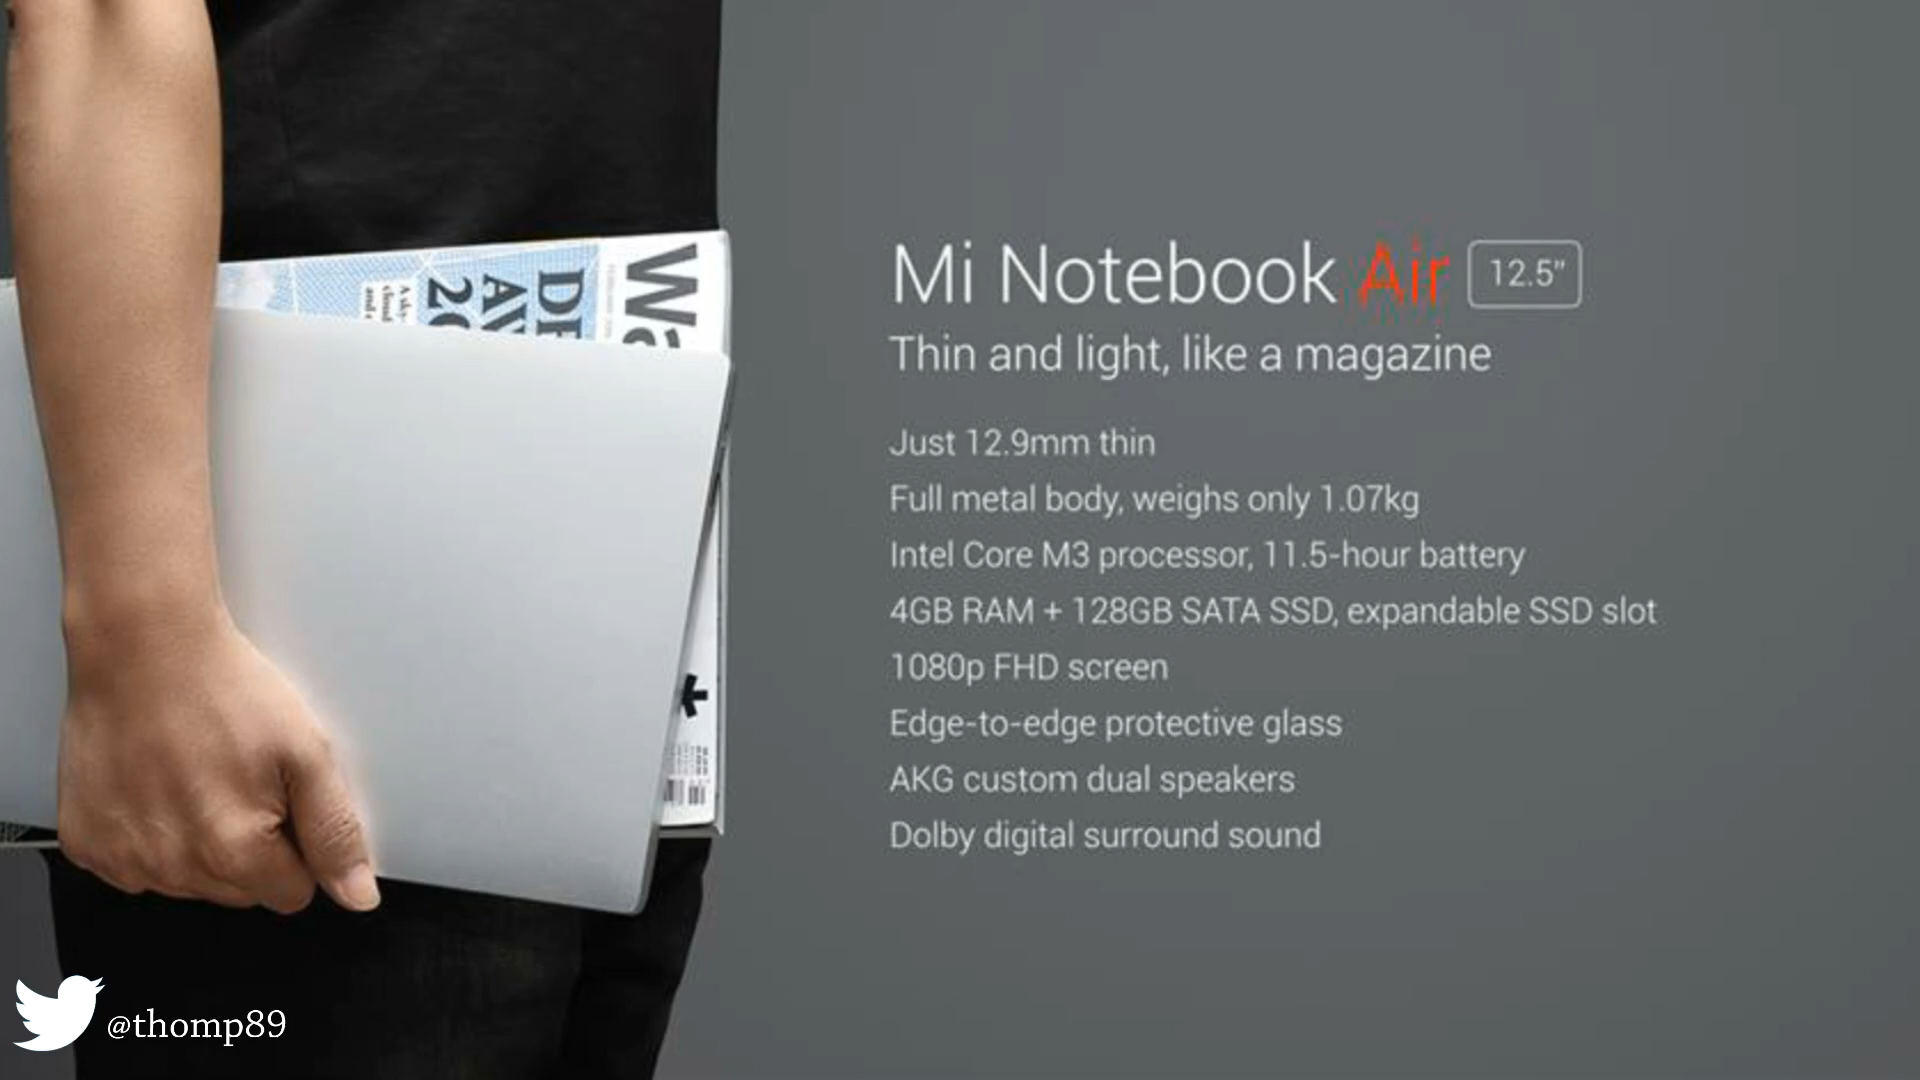 Mi Notebook Air 12.5"
Thin and light, like a magazine
Just 12.9mm thin
Full metal body, weighs only 1.07kg
Intel Core M3 processor, 11.5-hour battery
4GB RAM + 128GB SATA SSD, expandable SSD slot
1080p FHD screen
Edge-to-edge protective glass
AKG custom dual speakers
Dolby digital surround sound
@thomp89